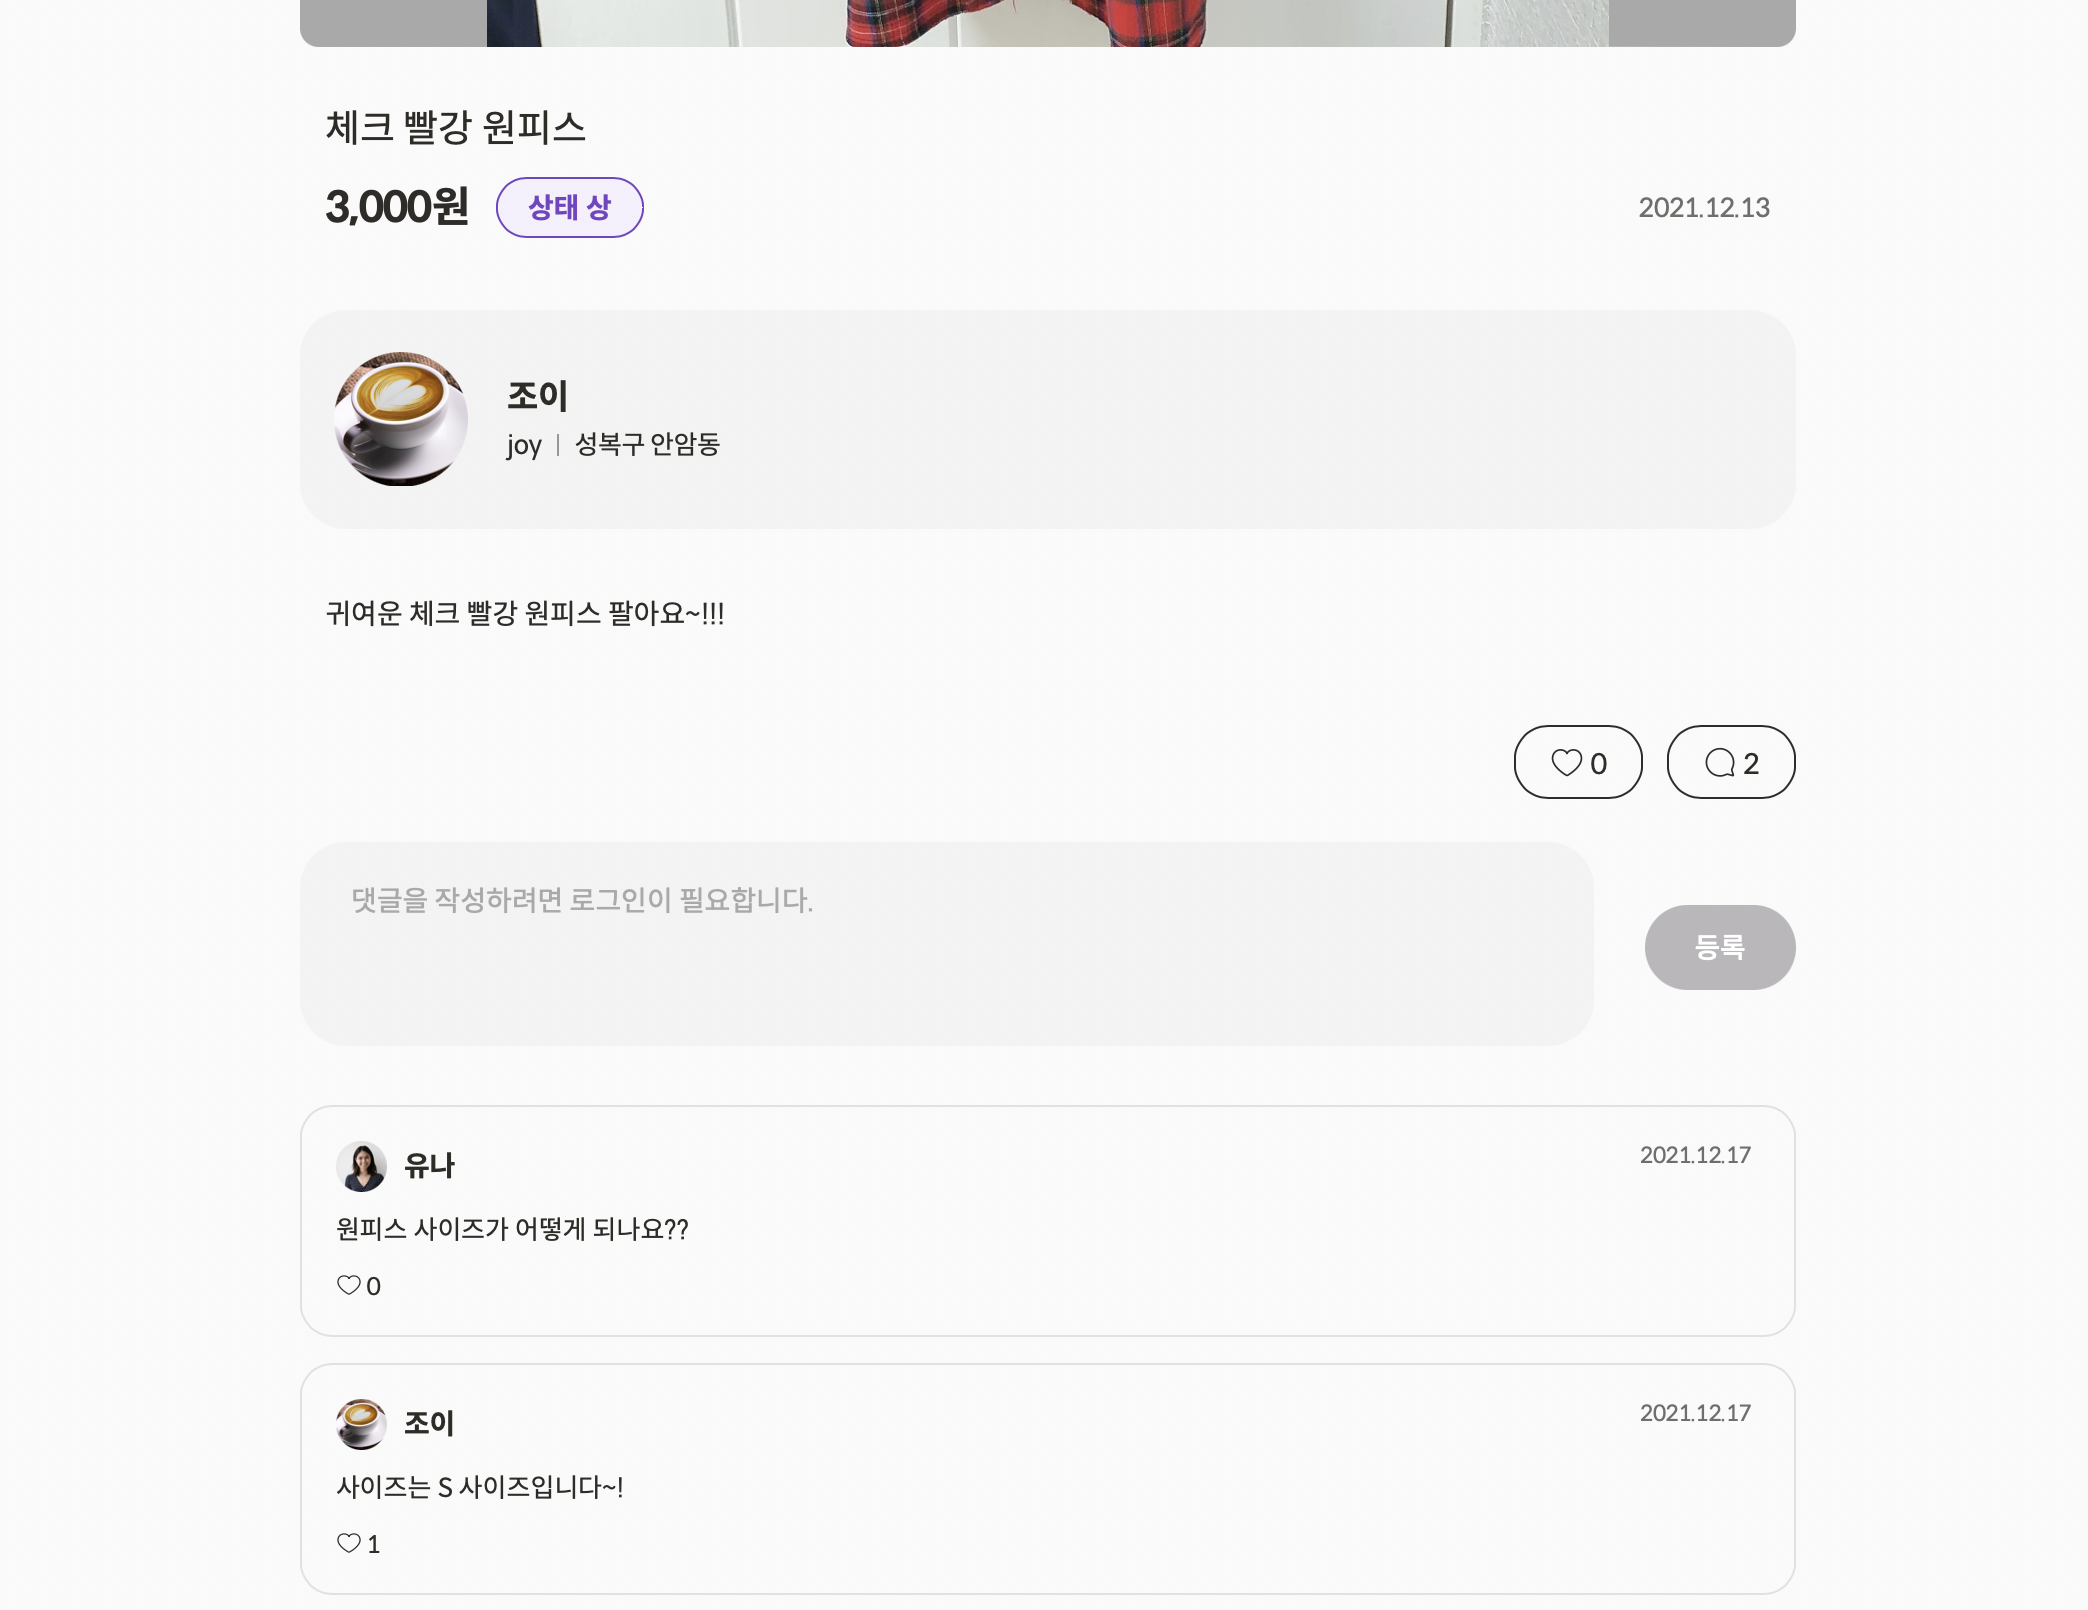 체크 빨강 원피스
3,000원 상태 상 2021.12.13
조이
joy | 성복구 안암동
귀여운 체크 빨강 원피스 팔아요~!!!
0 2
댓글을 작성하려면 로그인이 필요합니다.
등록
유나 2021.12.17
원피스 사이즈가 어떻게 되나요??
0
조이 2021.12.17
사이즈는 S 사이즈입니다~!
1